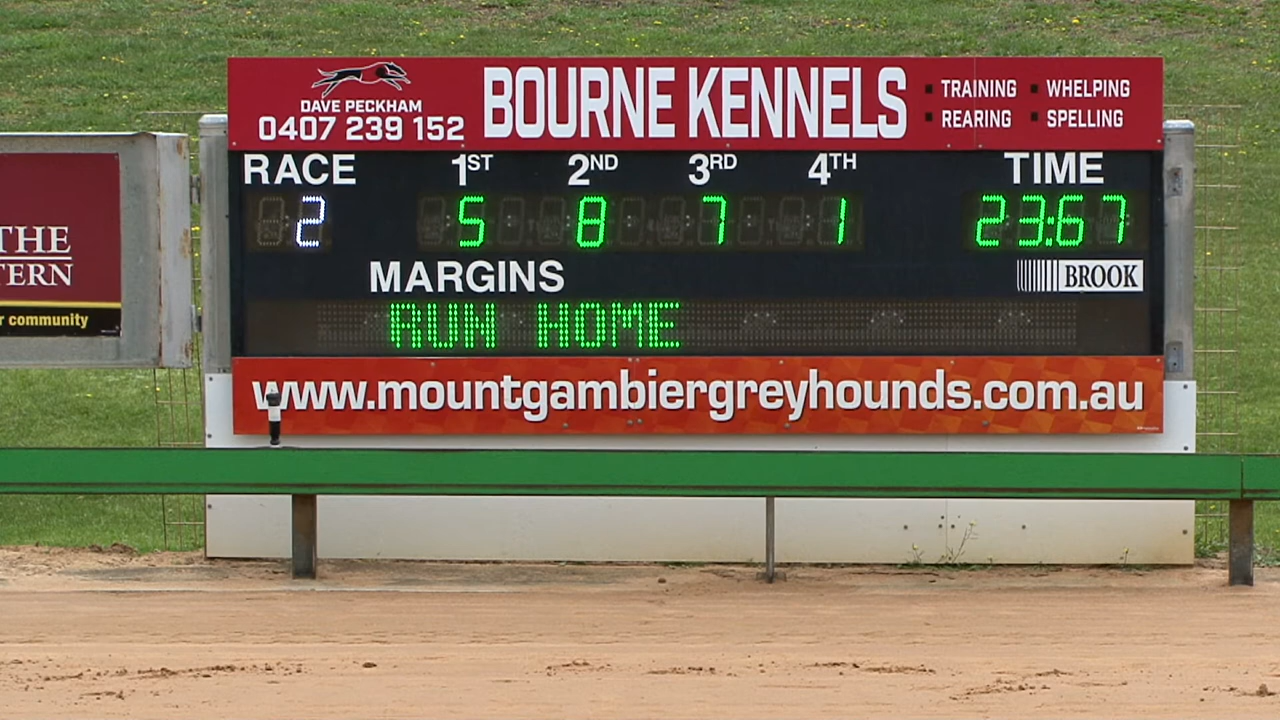 DAVE PECKHAM
0407 239 152
BOURNE KENNELS
TRAINING
WHELPING
REARING
SPELLING
RACE 1ST 2ND 3RD 4TH TIME
2 5 8 7 1 23:67
MARGINS
BROOK
RUN HOME
www.mountgambiergreyhounds.com.au
THE
TERN
r community